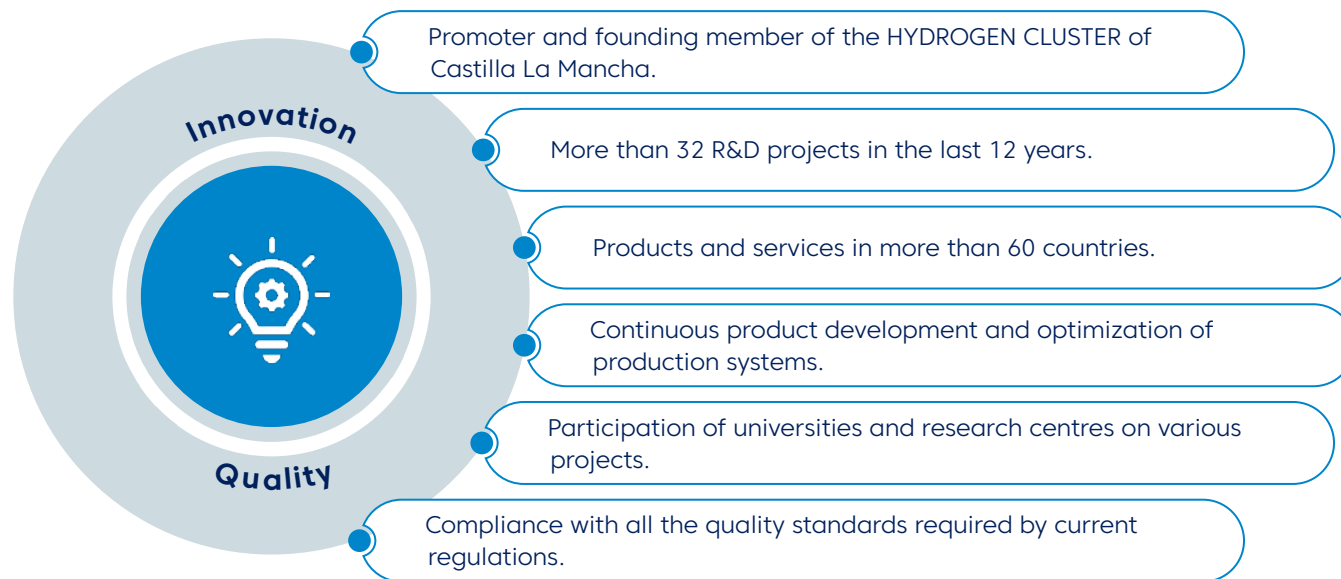 Innovation
Quality
Promoter and founding member of the HYDROGEN CLUSTER of
Castilla La Mancha.
More than 32 R&D projects in the last 12 years.
Products and services in more than 60 countries.
Continuous product development and optimization of
production systems.
Participation of universities and research centres on various
projects.
Compliance with all the quality standards required by current
regulations.